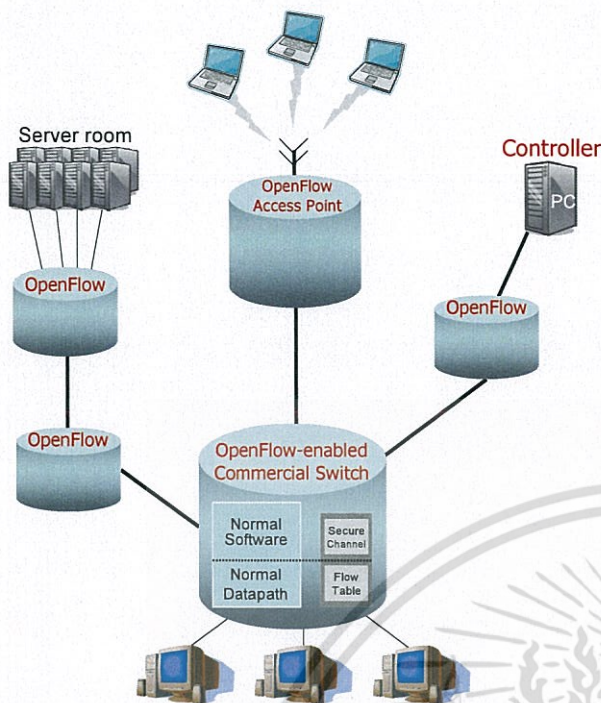 Server room
Controller
PC
OpenFlow
Access Point
OpenFlow
OpenFlow
OpenFlow
OpenFlow-enabled
Commercial Switch
Normal
Software
Secure
Channel
Normal
Datapath
Flow
Table